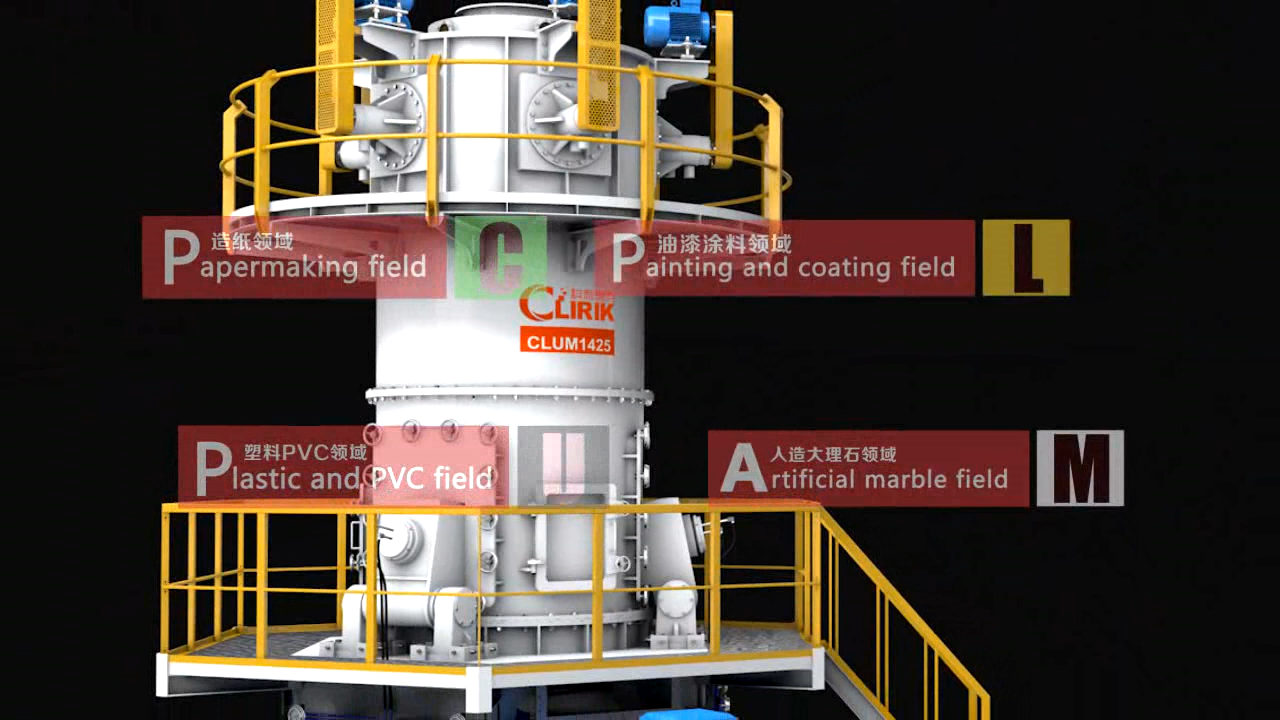 造纸领域
Papermaking field
C
油漆涂料领域
Painting and coating field
L
CLIRIK
CLUM1425
塑料PVC领域
Plastic and PVC field
U
人造大理石领域
Artificial marble field
M